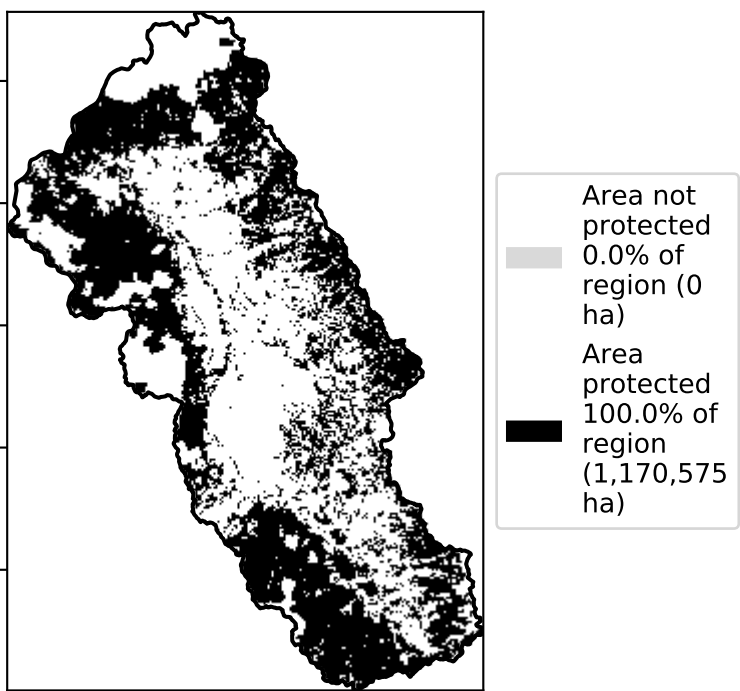 Area not
protected
0.0% of
region (0
ha)
Area
protected
100.0% of
region
(1,170,575
ha)